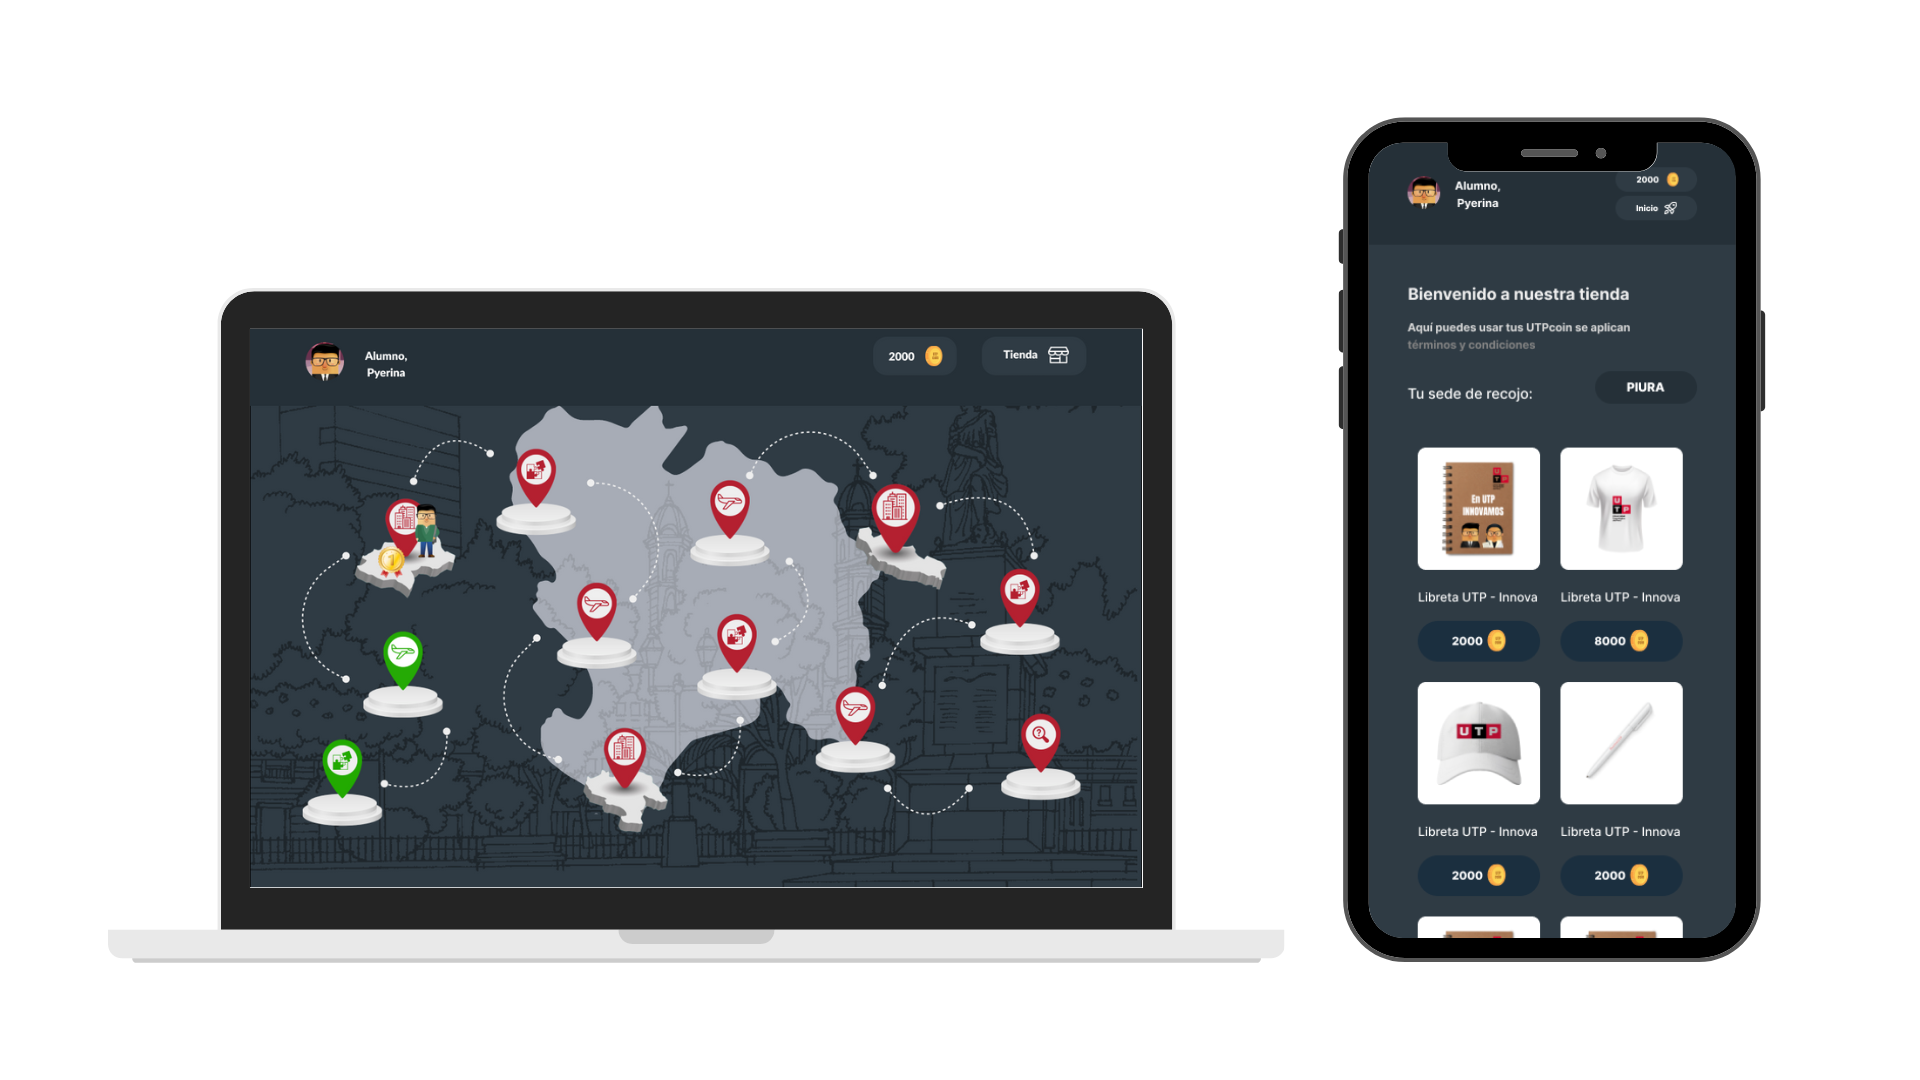 Alumno,
Pyerina
2000
Tienda
1
?
Alumno,
Pyerina
2000
Inicio
Bienvenido a nuestra tienda
Aquí puedes usar tus UTPcoin se aplican
términos y condiciones
Tu sede de recojo:
PIURA
U
T P
En UTP
INNOVAMOS
U
T P
Libreta UTP - Innova
Libreta UTP - Innova
2000
8000
U T P
Libreta UTP - Innova
Libreta UTP - Innova
2000
2000